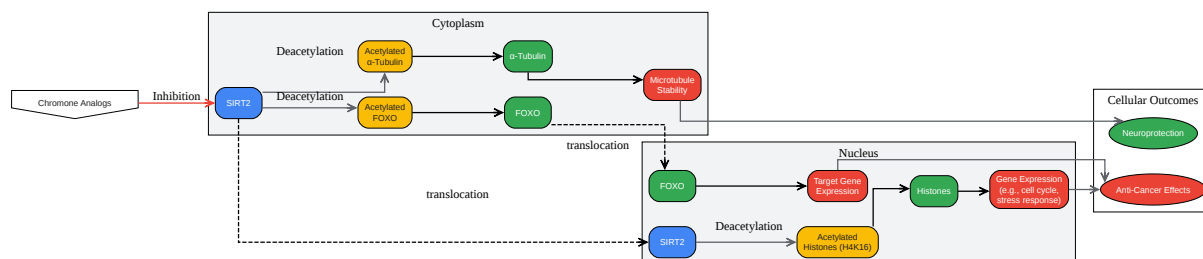 Cytoplasm
Deacetylation
Acetylated
α-Tubulin
α-Tubulin
Microtubule
Stability
Chromone Analogs
Inhibition
SIRT2
Deacetylation
Acetylated
FOXO
FOXO
translocation
Cellular Outcomes
Neuroprotection
Anti-Cancer Effects
Nucleus
FOXO
Target Gene
Expression
Histones
Gene Expression
(e.g., cell cycle,
stress response)
translocation
SIRT2
Deacetylation
Acetylated
Histones (H4K16)